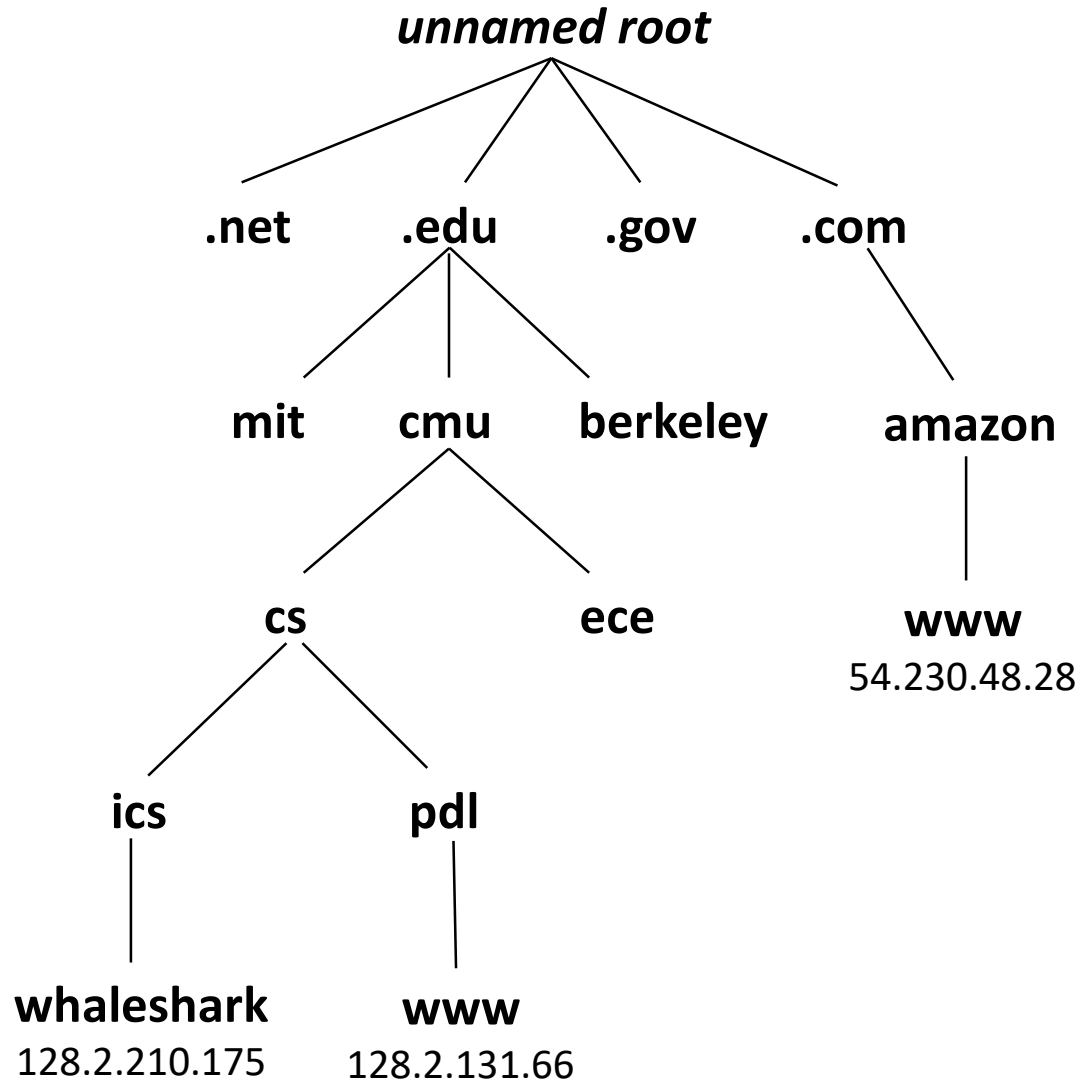 unnamed root
.net .edu .gov .com
mit cmu berkeley amazon
cs ece www
54.230.48.28
ics pdl
whaleshark www
128.2.210.175 128.2.131.66